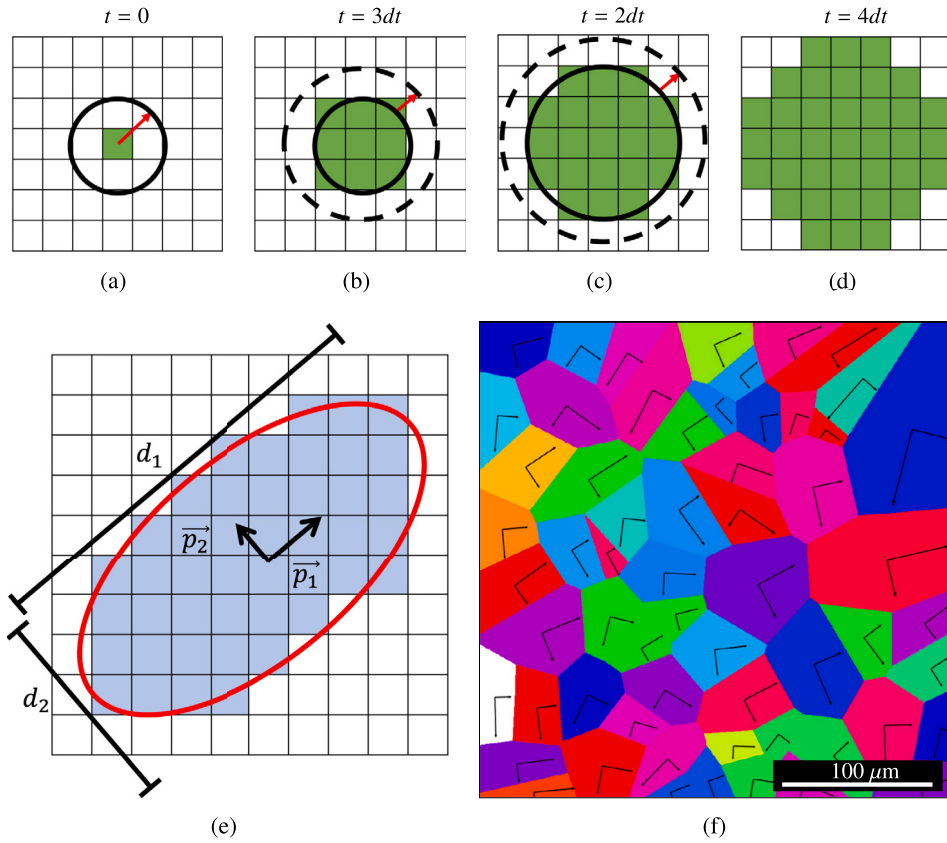 t = 0
t = 3dt
t = 2dt
t = 4dt
(a)
(b)
(c)
(d)
d₁
p₂⃗
p₁⃗
d₂
100 μm
(e)
(f)